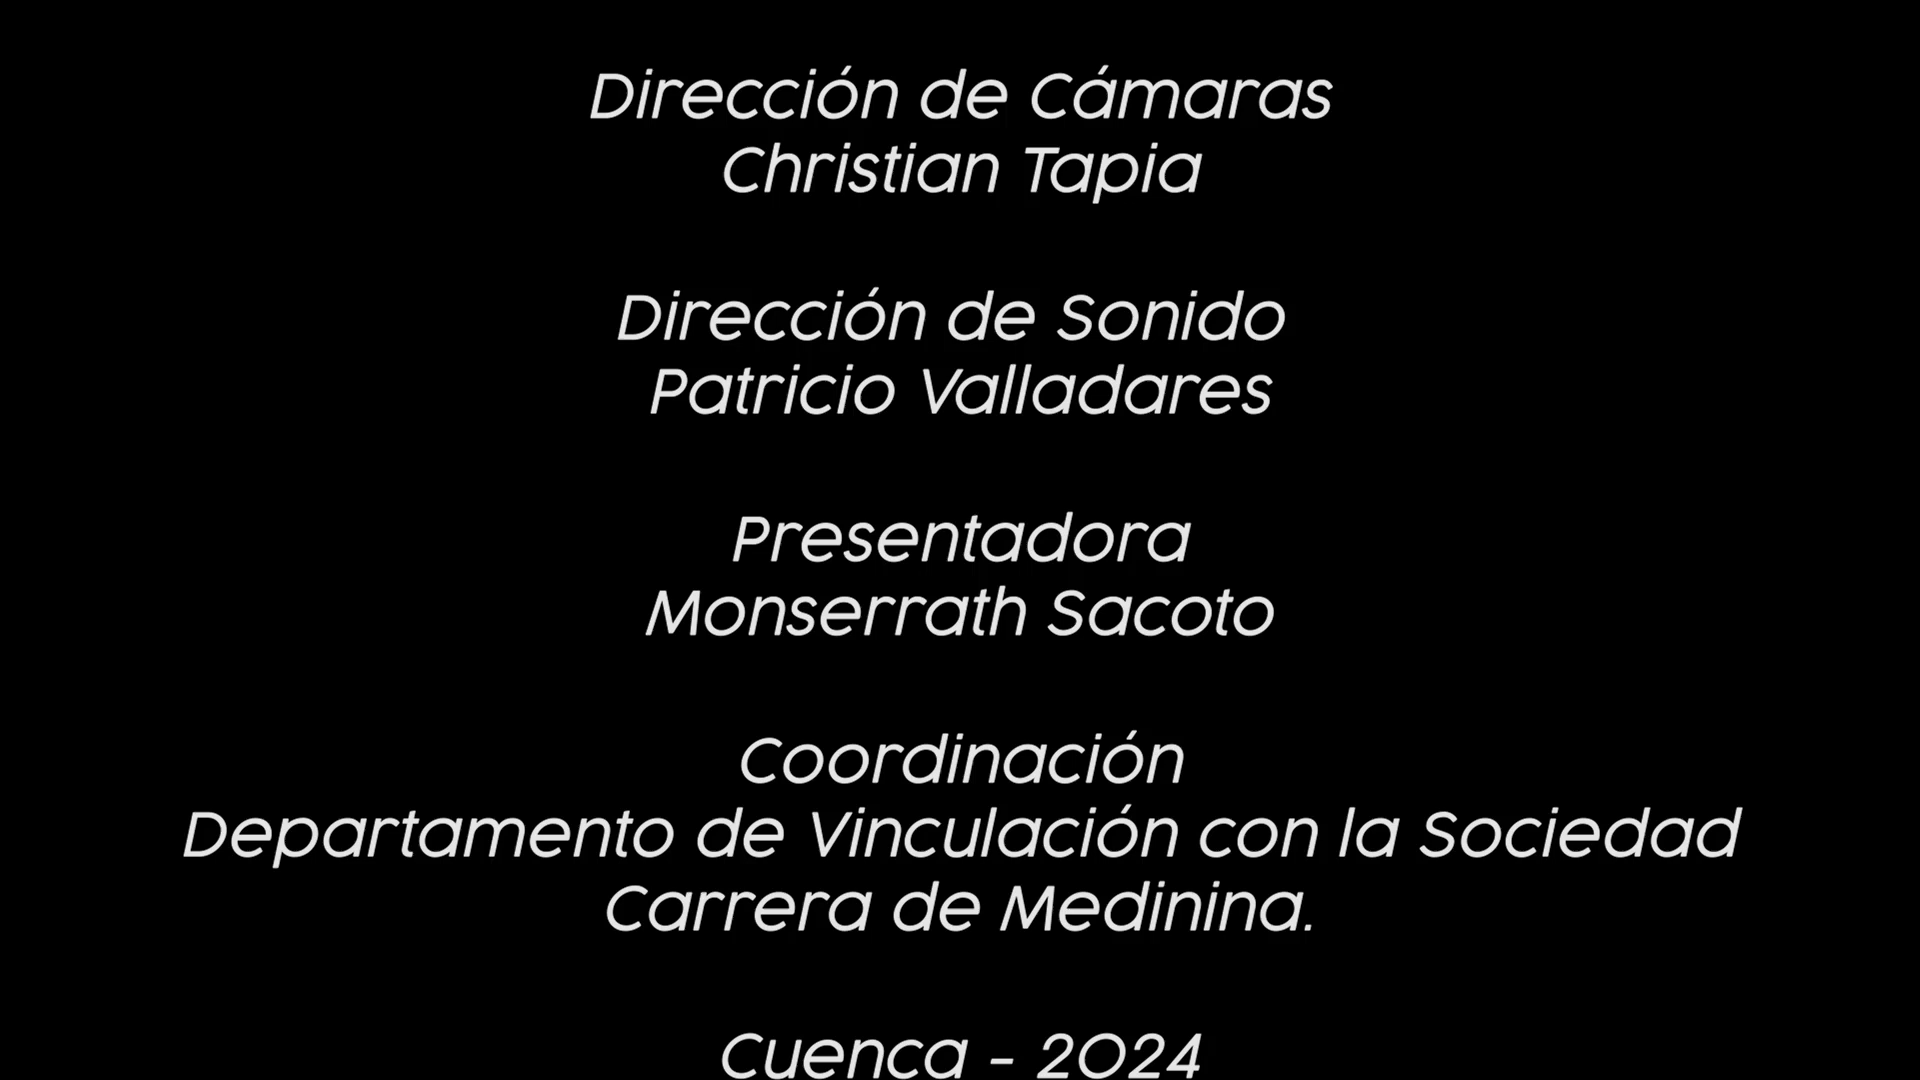 Dirección de Cámaras
Christian Tapia
Dirección de Sonido
Patricio Valladares
Presentadora
Monserrath Sacoto
Coordinación
Departamento de Vinculación con la Sociedad
Carrera de Medinina.
Cuenca - 2024